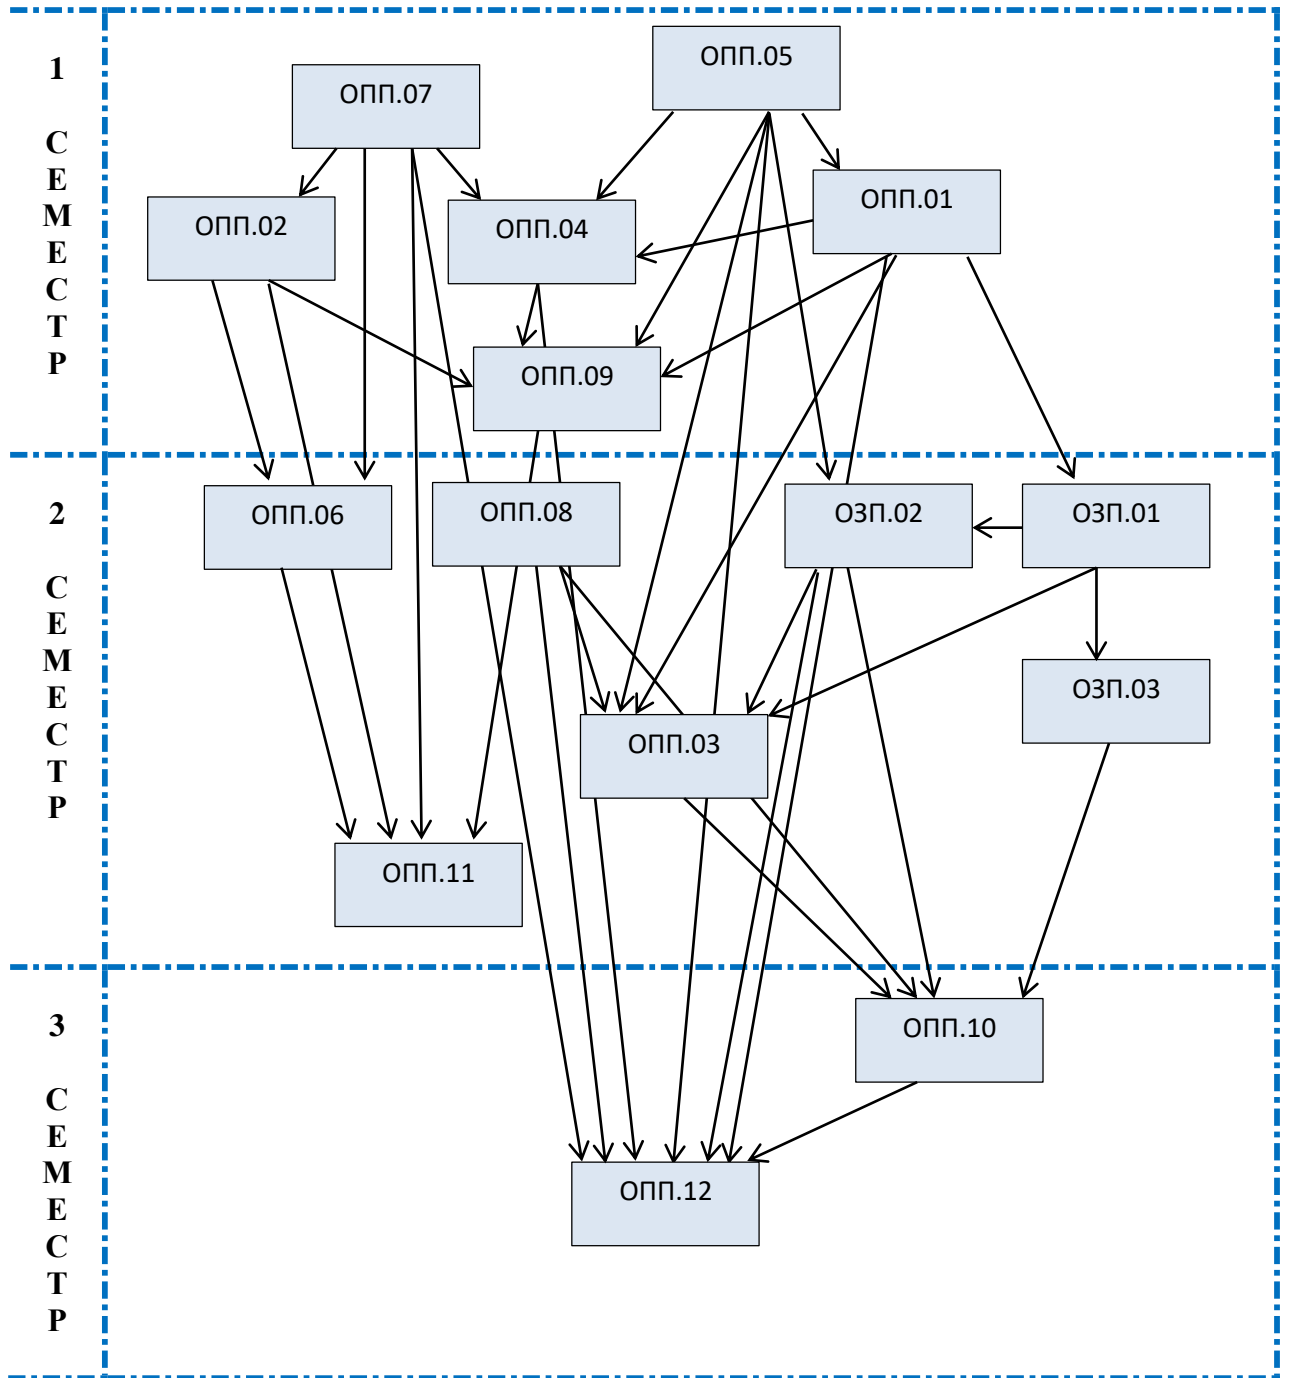 1
С
Е
М
Е
С
Т
Р
ОПП.05
ОПП.07
ОПП.01
ОПП.02
ОПП.04
ОПП.09
2
С
Е
М
Е
С
Т
Р
ОПП.06
ОПП.08
ОЗП.02
ОЗП.01
ОЗП.03
ОПП.03
ОПП.11
3
С
Е
М
Е
С
Т
Р
ОПП.10
ОПП.12